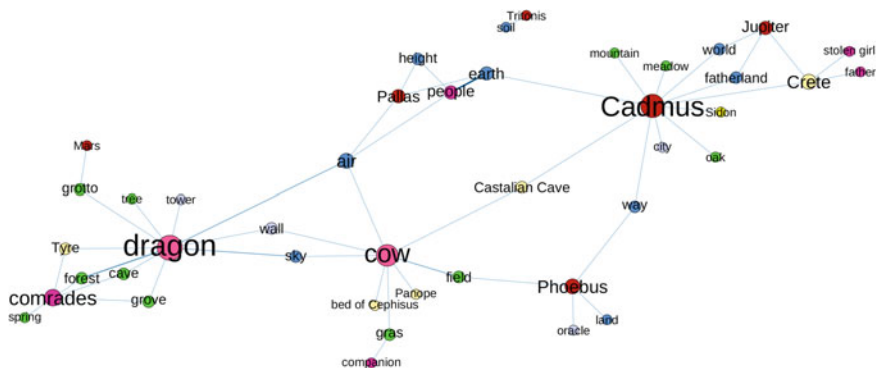 Tritonis
soil
Jupiter
height
mountain
world
stolen girl
earth
meadow
fatherland
father
Pallas
people
Crete
Cadmus
Sidon
Mars
city
oak
air
grotto
Castalian Cave
tree
tower
way
wall
Tyre
dragon
sky
cow
forest
cave
field
Phoebus
comrades
grove
bed of Cephisus
Panope
spring
gras
oracle
land
companion